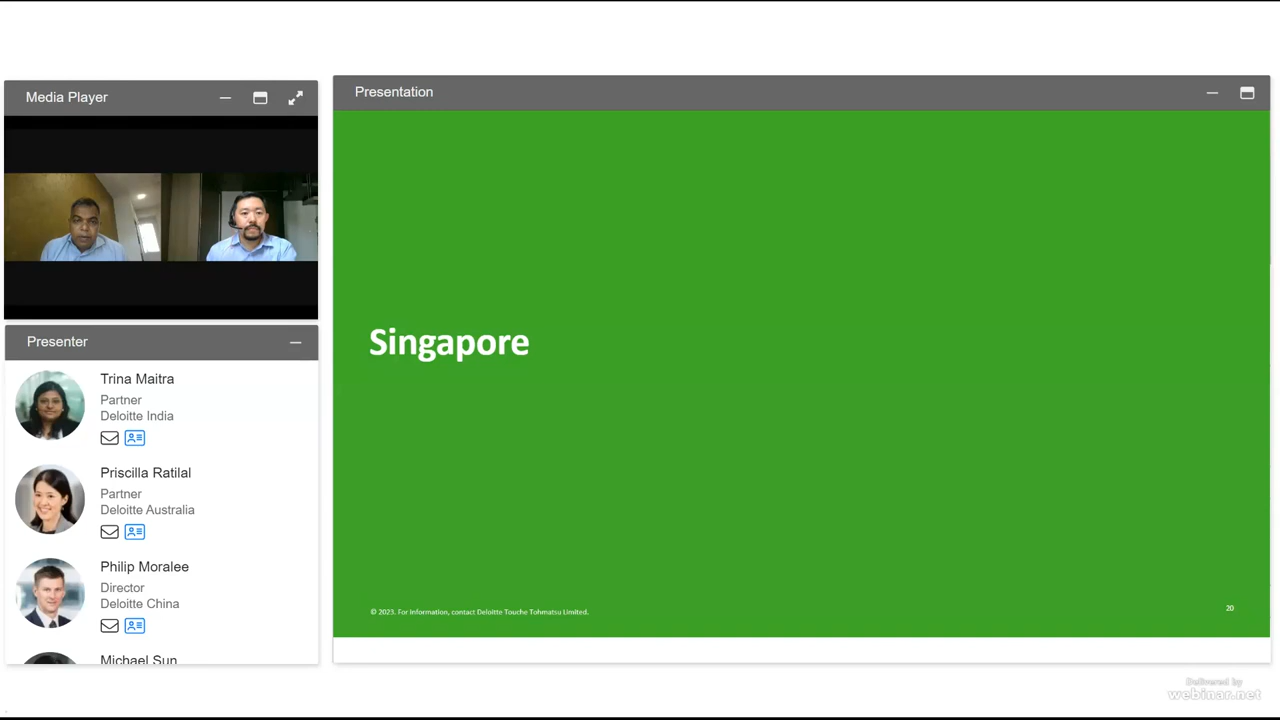 Media Player
Presentation
Singapore
Presenter
Trina Maitra
Partner
Deloitte India
Priscilla Ratilal
Partner
Deloitte Australia
Philip Moralee
Director
Deloitte China
Michael Sun
© 2023. For information, contact Deloitte Touche Tohmatsu Limited.
20
Delivered by
webinar.net